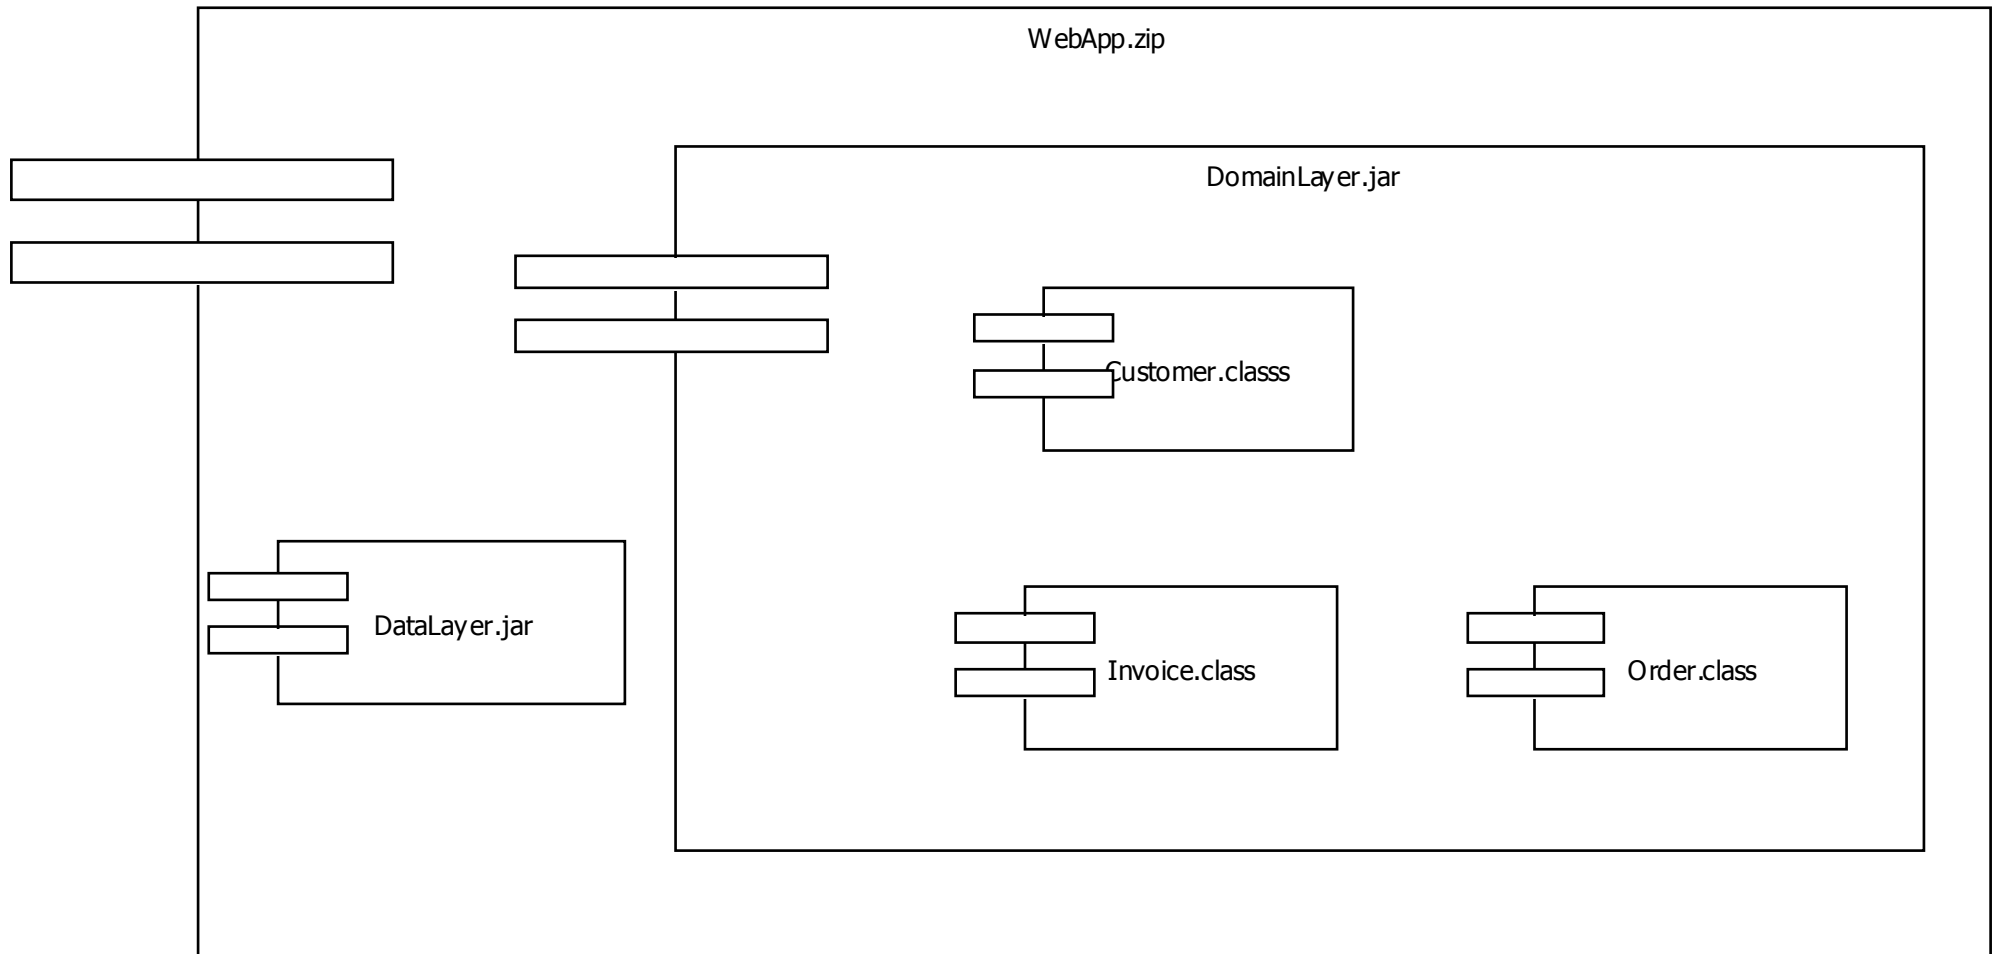 WebApp.zip
DomainLayer.jar
Customer.classs
DataLayer.jar
Invoice.class
Order.class